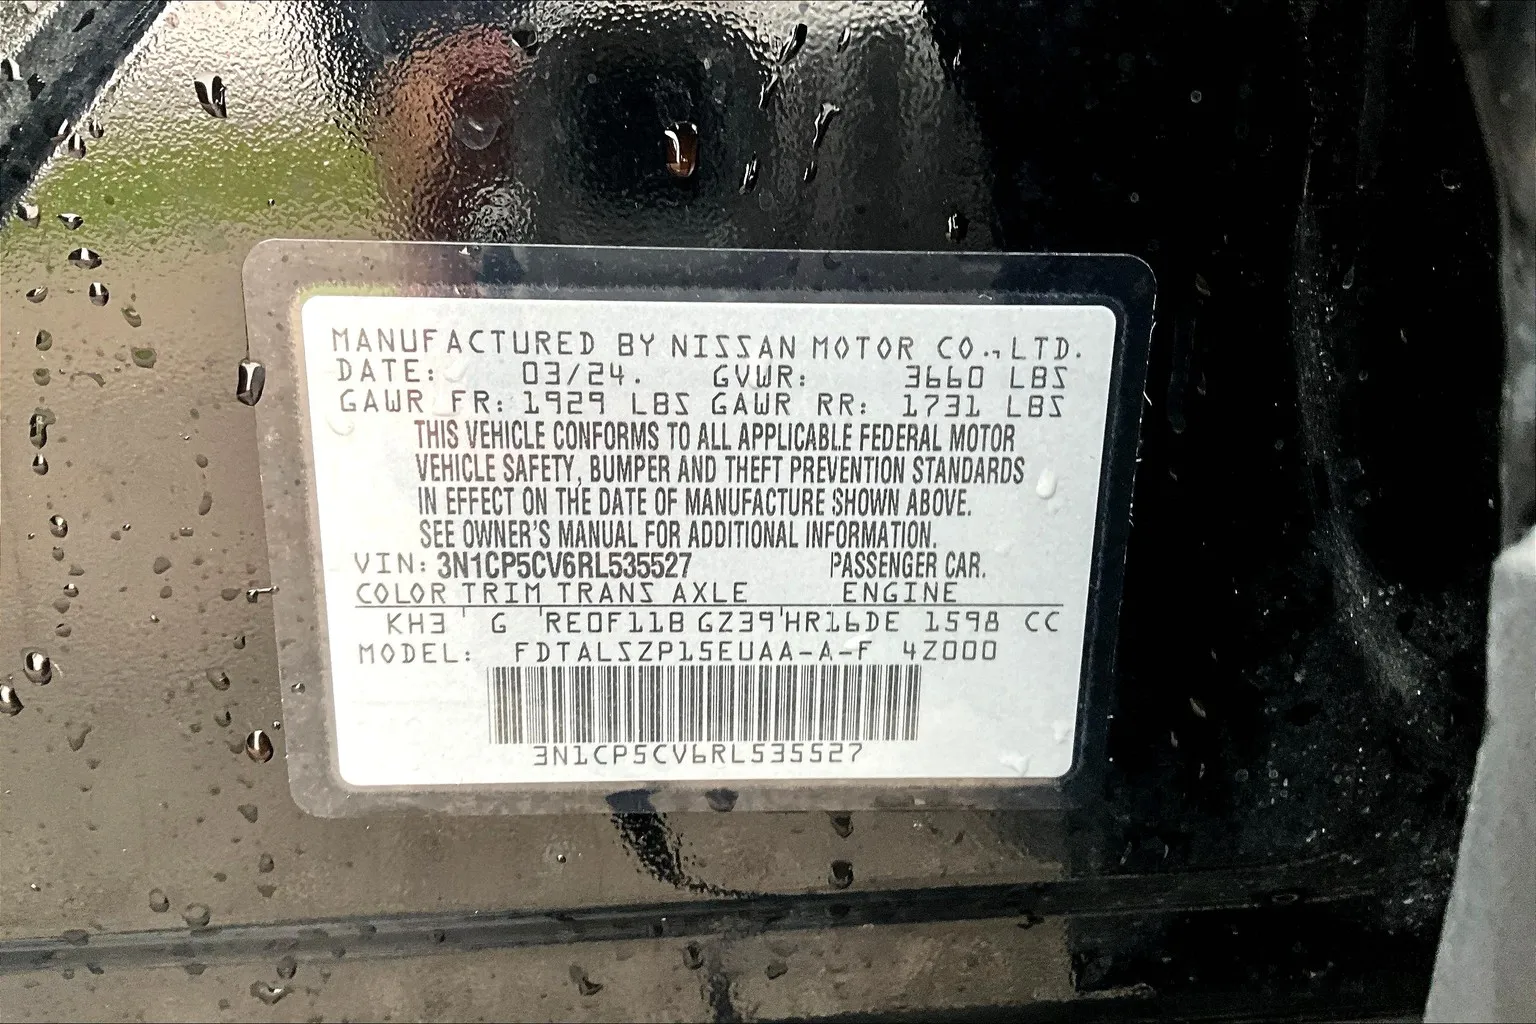 MANUFACTURED BY NISSAN MOTOR CO., LTD.
DATE: 03/24. GVWR: 3660 LBS
GAWR FR: 1929 LBS GAWR RR: 1731 LBS
THIS VEHICLE CONFORMS TO ALL APPLICABLE FEDERAL MOTOR
VEHICLE SAFETY, BUMPER AND THEFT PREVENTION STANDARDS
IN EFFECT ON THE DATE OF MANUFACTURE SHOWN ABOVE.
SEE OWNER'S MANUAL FOR ADDITIONAL INFORMATION.
VIN: 3N1CP5CV6RL535527 PASSENGER CAR.
COLOR TRIM TRANS AXLE ENGINE
KH3 G RE0F11B GZ39 HR16DE 1598 CC
MODEL: FDTALSZP15EUAA-A-F 4Z000
3N1CP5CV6RL535527